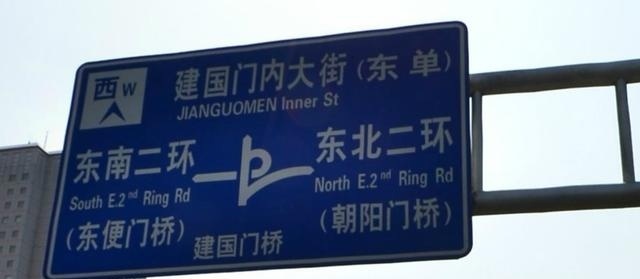 西 W
建国门内大街(东单)
JIANGUOMEN Inner St
东南二环
South E.2nd Ring Rd
(东便门桥)
东北二环
North E.2nd Ring Rd
(朝阳门桥)
建国门桥